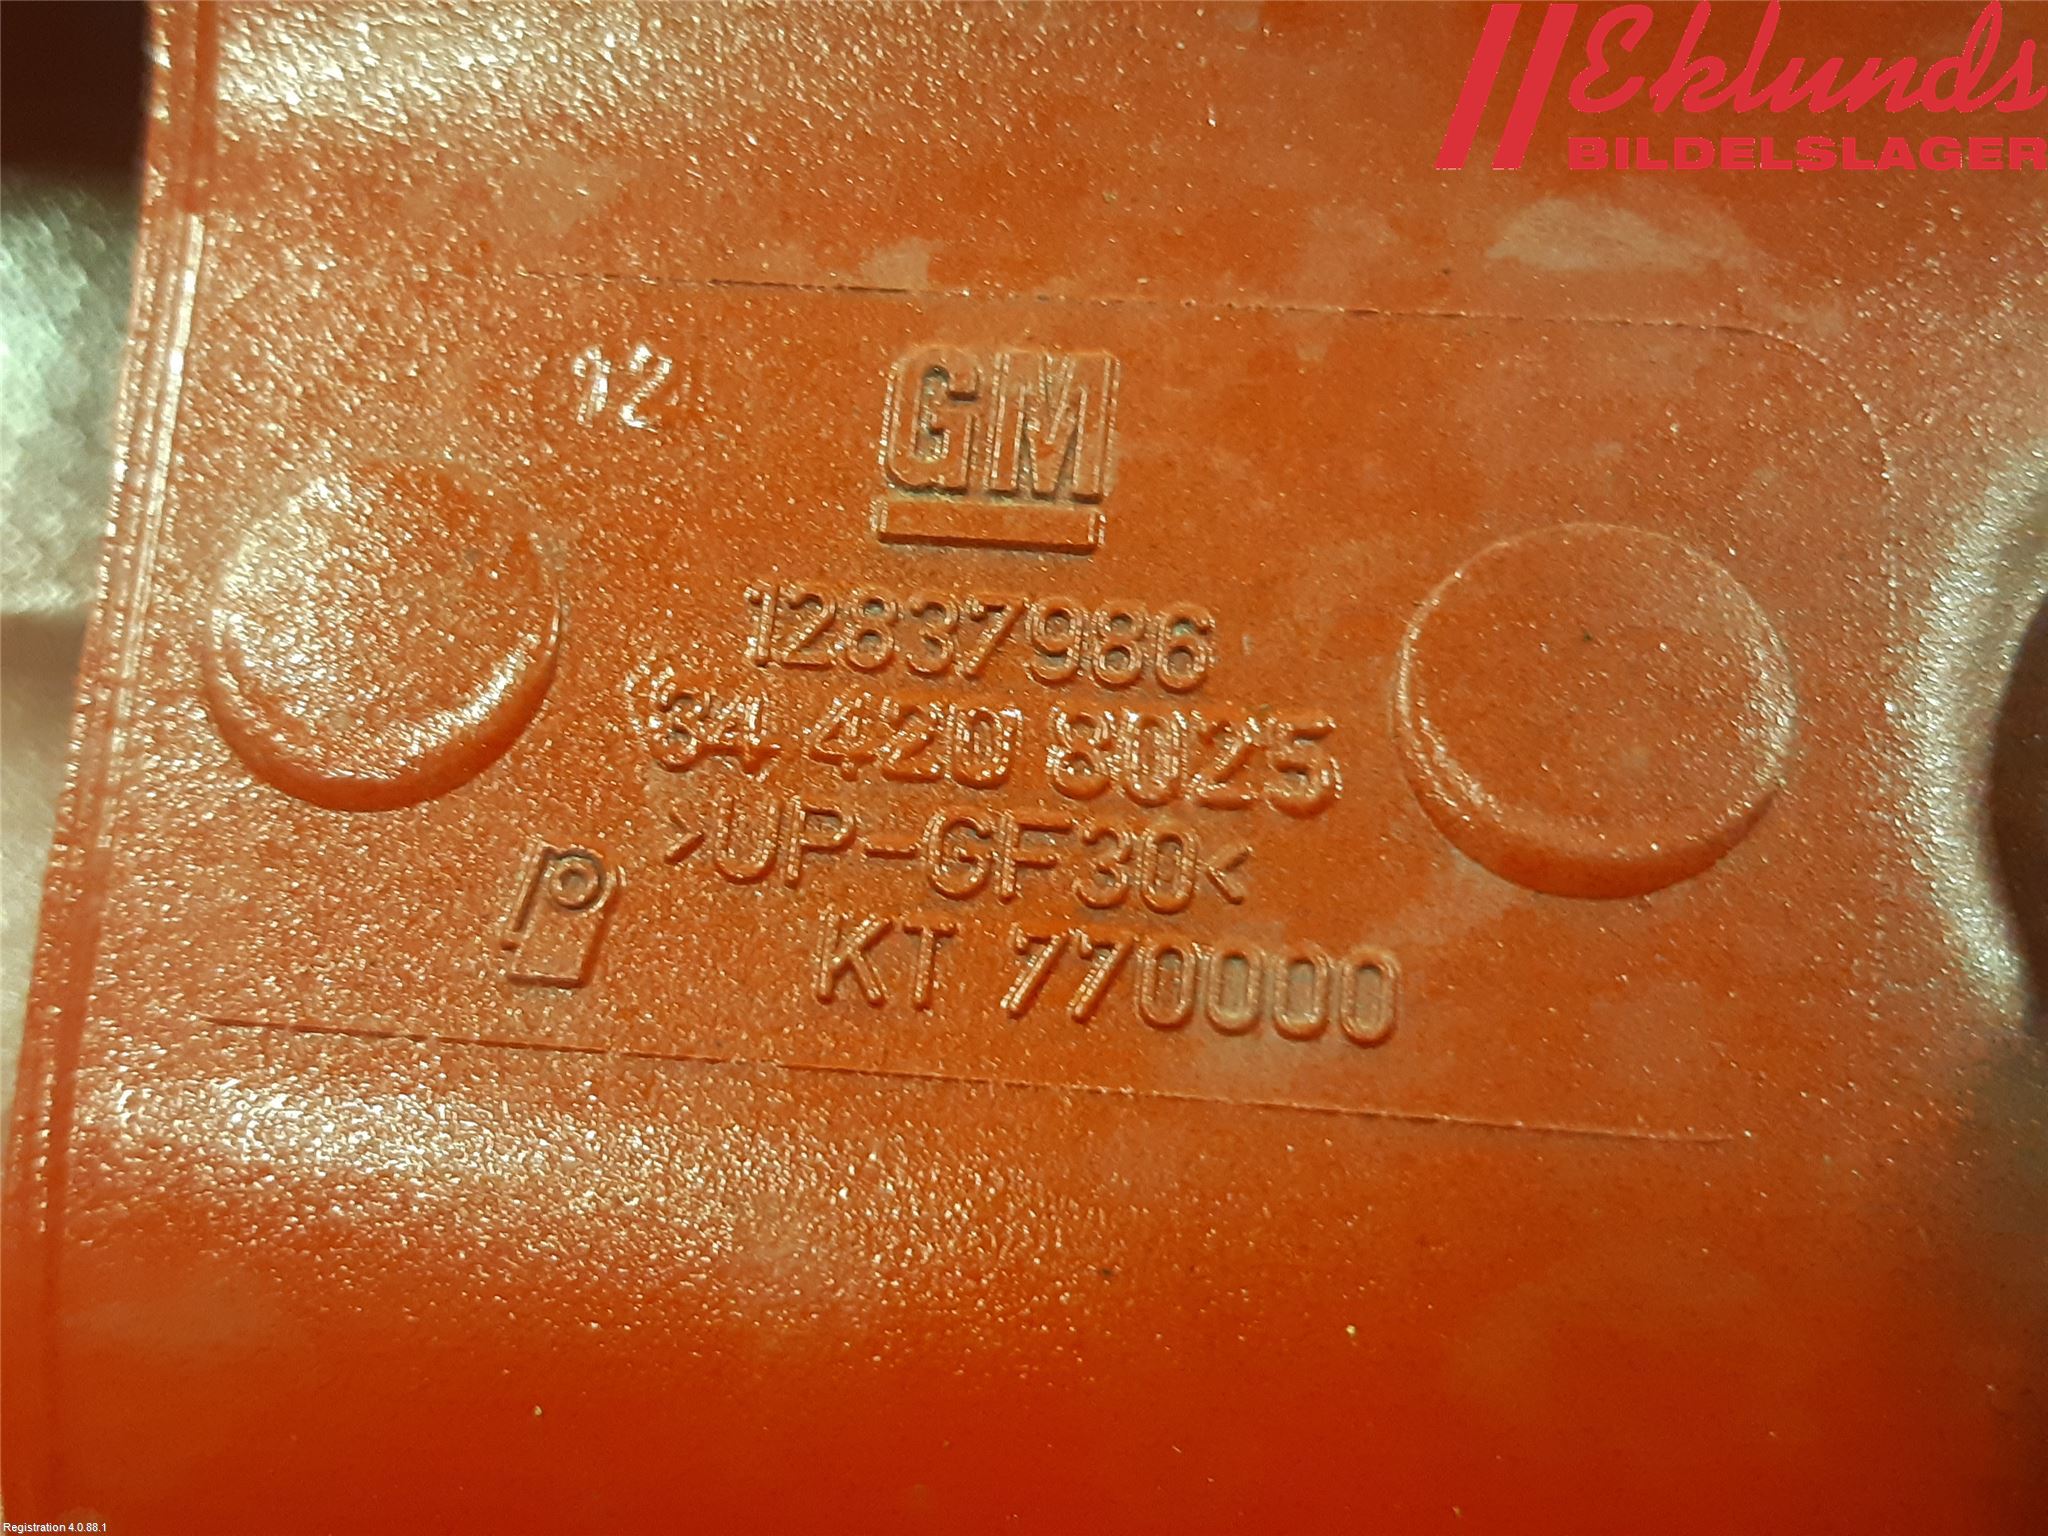 Eklunds
BILDELSLAGER
12
GM
12837986
34 420 8025
>UP-GF30<
KT 770000
Registration 4.0.88.1